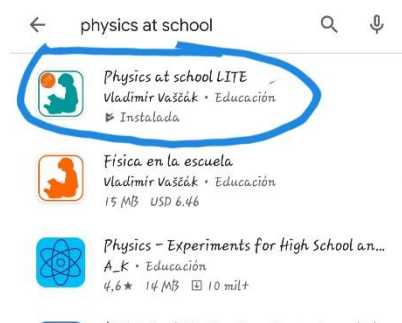 physics at school
Physics at school LITE
Vladimír Vaščák • Educación
Instalada
Física en la escuela
Vladimír Vaščák • Educación
15 MB USD 6.46
Physics - Experiments for High School an...
A_K • Educación
4,6★ 14 MB 10 mil+